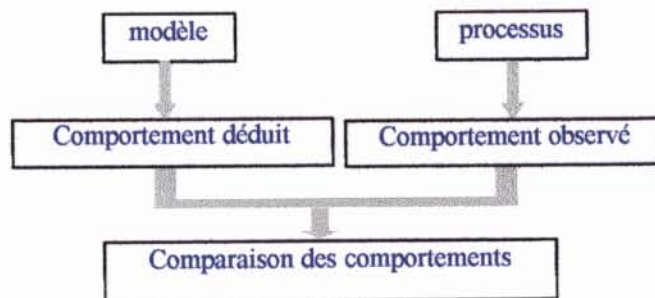 modèle
processus
Comportement déduit
Comportement observé
Comparaison des comportements